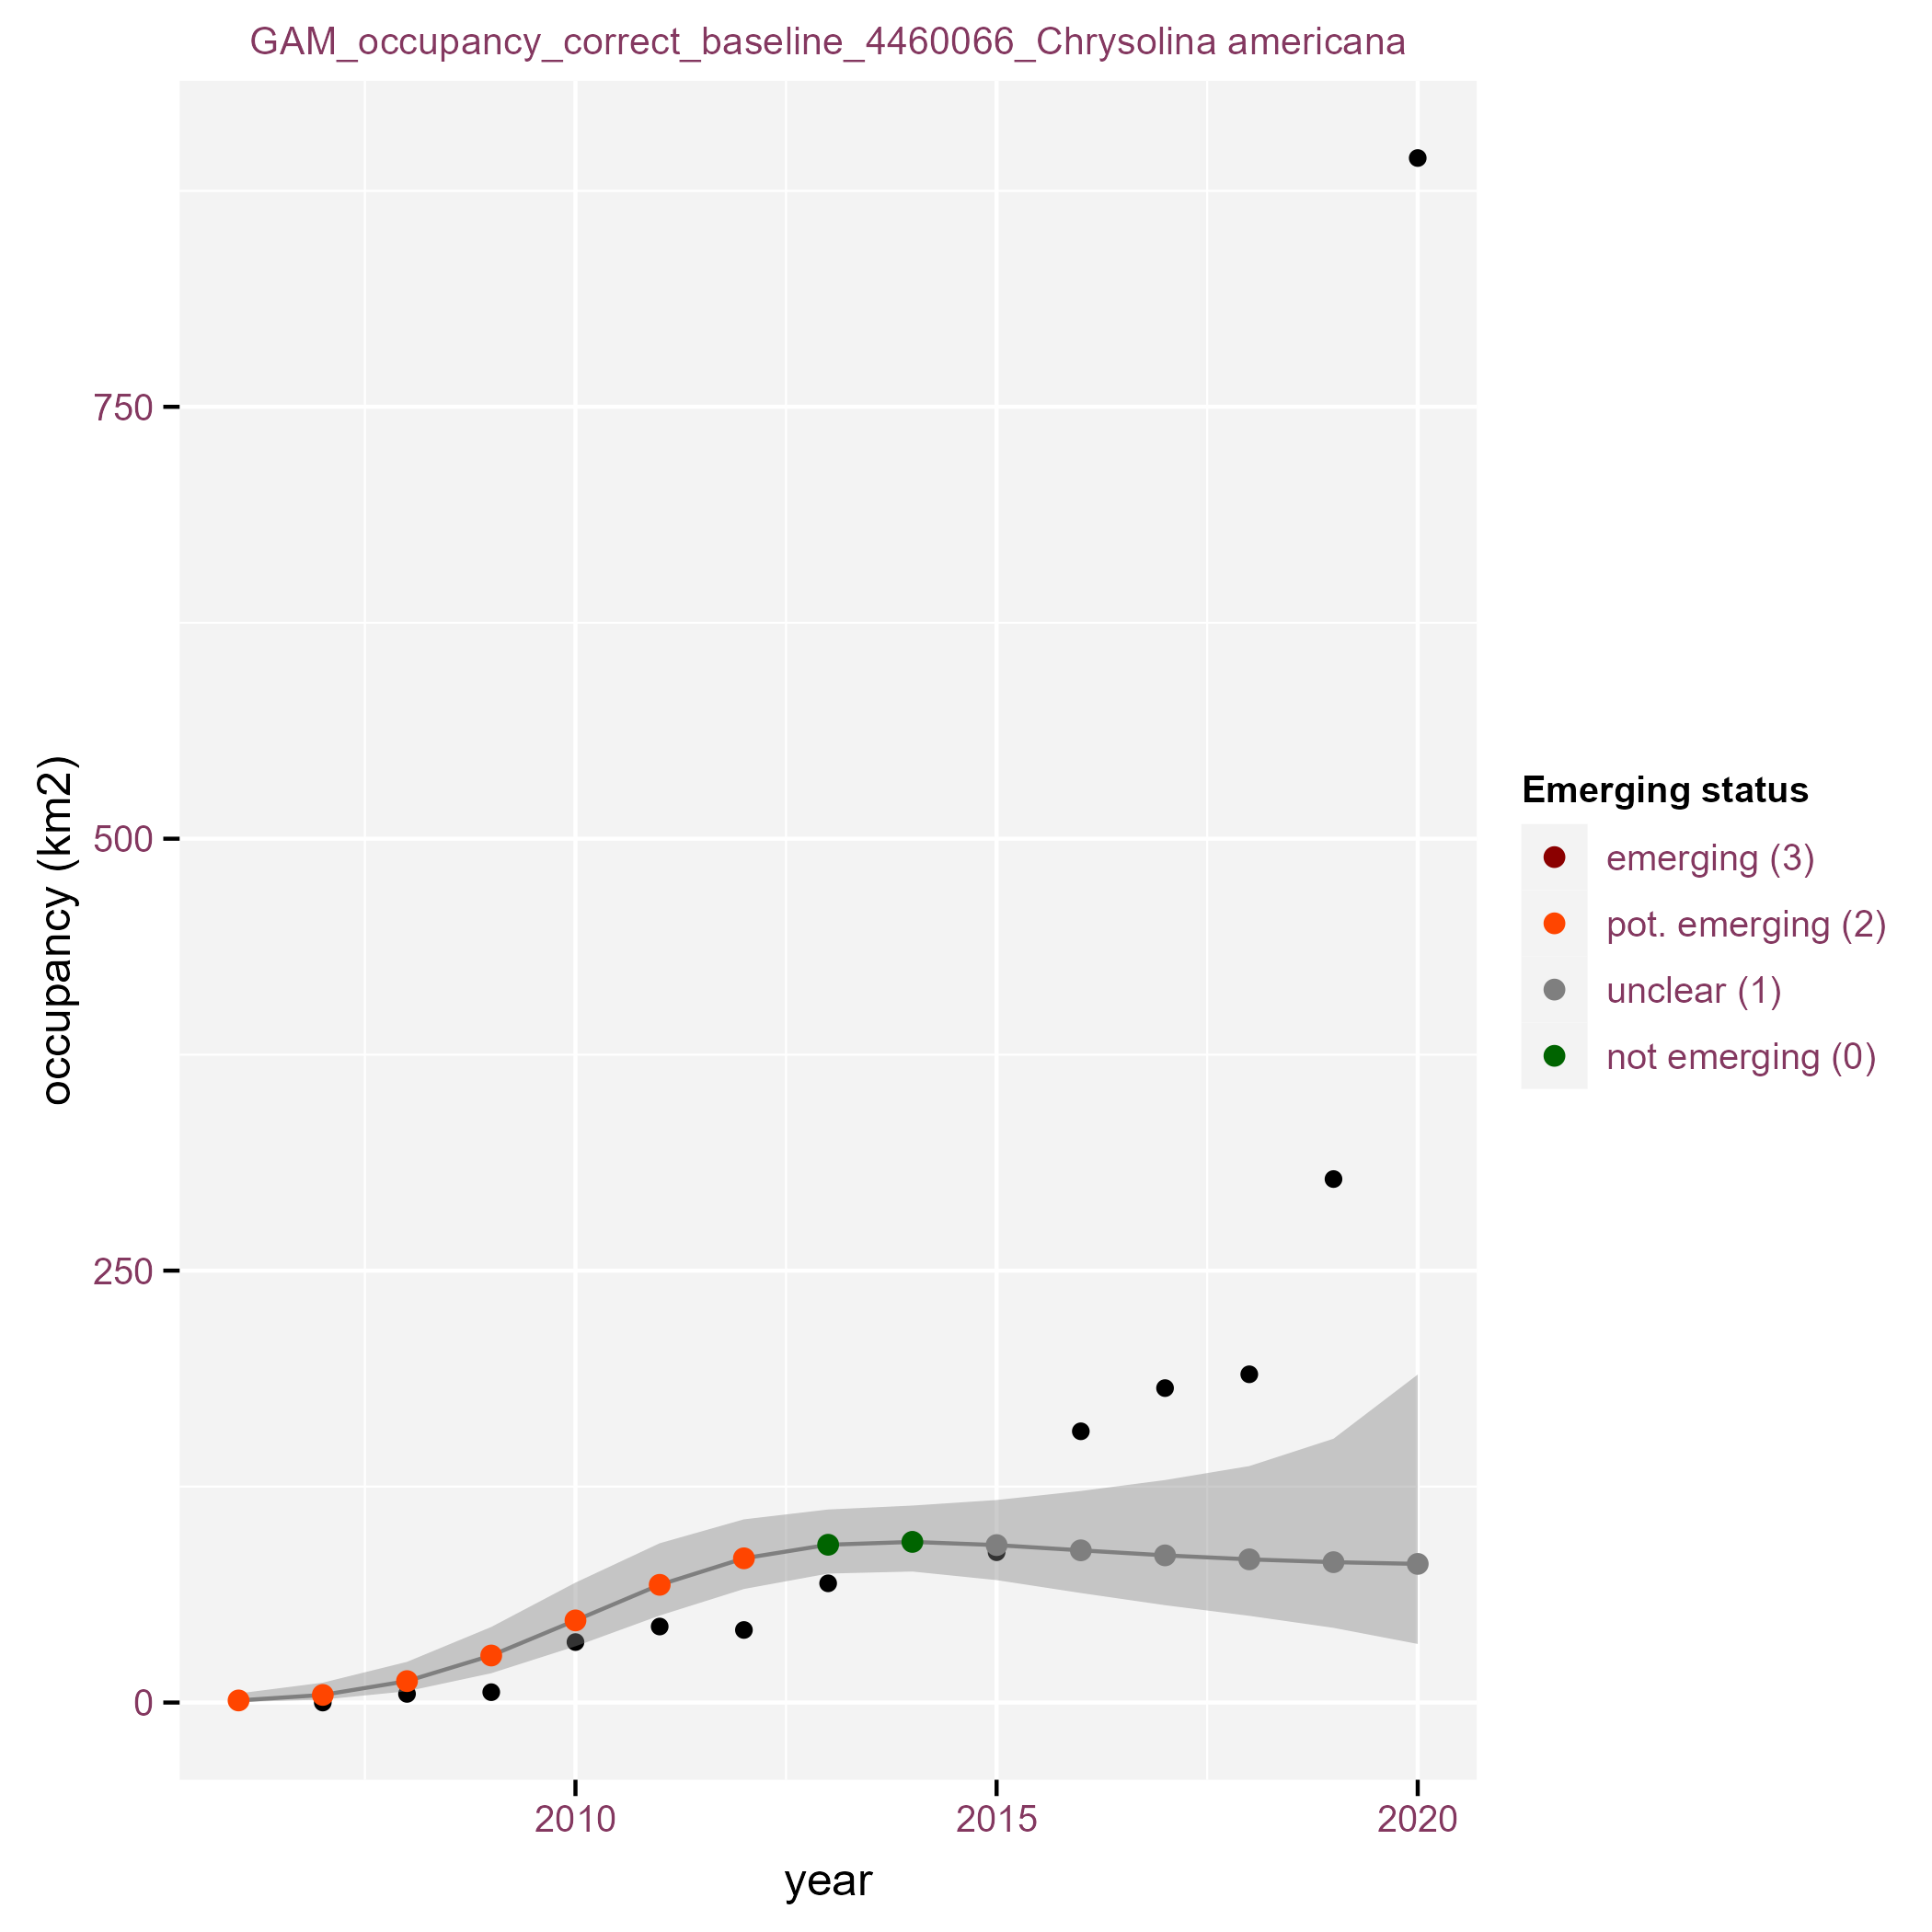 GAM_occupancy_correct_baseline_4460066_Chrysolina americana
occupancy (km2)
750
500
250
0
2010
2015
2020
year
Emerging status
emerging (3)
pot. emerging (2)
unclear (1)
not emerging (0)